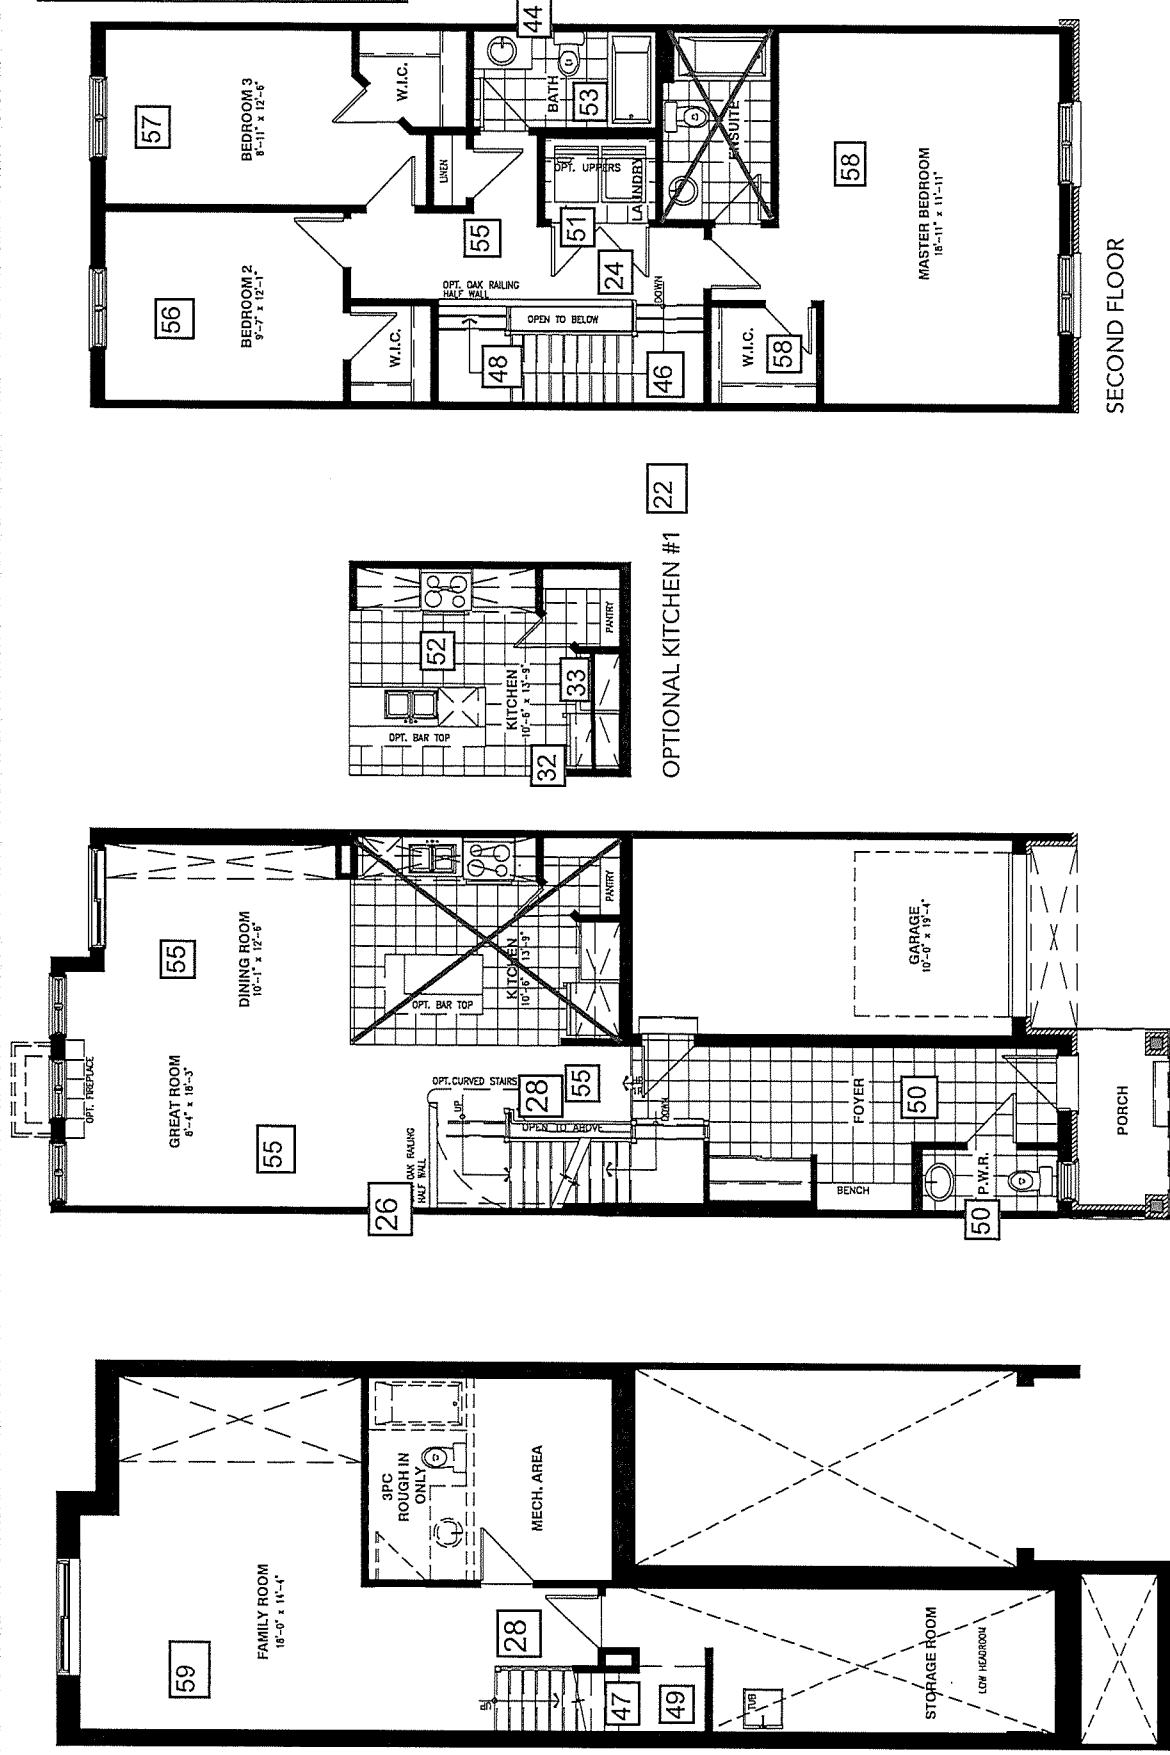 44
57
BEDROOM 3
8'-11" x 12'-6"
W.I.C.
BATH
53
ENSUITE
LINEN
OPT. UPPERS
LAUNDRY
51
55
24
58
MASTER BEDROOM
18'-11" x 11'-11"
56
BEDROOM 2
9'-7" x 12'-1"
W.I.C.
OPT. OAK RAILING
HALF WALL
OPEN TO BELOW
DOWN
48
46
W.I.C.
58
SECOND FLOOR
22
OPTIONAL KITCHEN #1
52
KITCHEN
10'-6" x 13'-9"
OPT. BAR TOP
PANTRY
33
32
55
DINING ROOM
10'-1" x 12'-6"
GREAT ROOM
8'-4" x 18'-3"
OPT. FIREPLACE
55
KITCHEN
10'-6" x 13'-9"
OPT. BAR TOP
PANTRY
OPT.CURVED STAIRS
UP
28
55
OPEN TO ABOVE
DOWN
OAK RAILING
HALF WALL
26
GARAGE
10'-0" x 19'-4"
FOYER
50
BENCH
P.W.R.
50
PORCH
59
FAMILY ROOM
18'-0" x 14'-4"
3PC
ROUGH IN
ONLY
MECH. AREA
28
UP
47
49
TUB
STORAGE ROOM
LOW HEADROOM